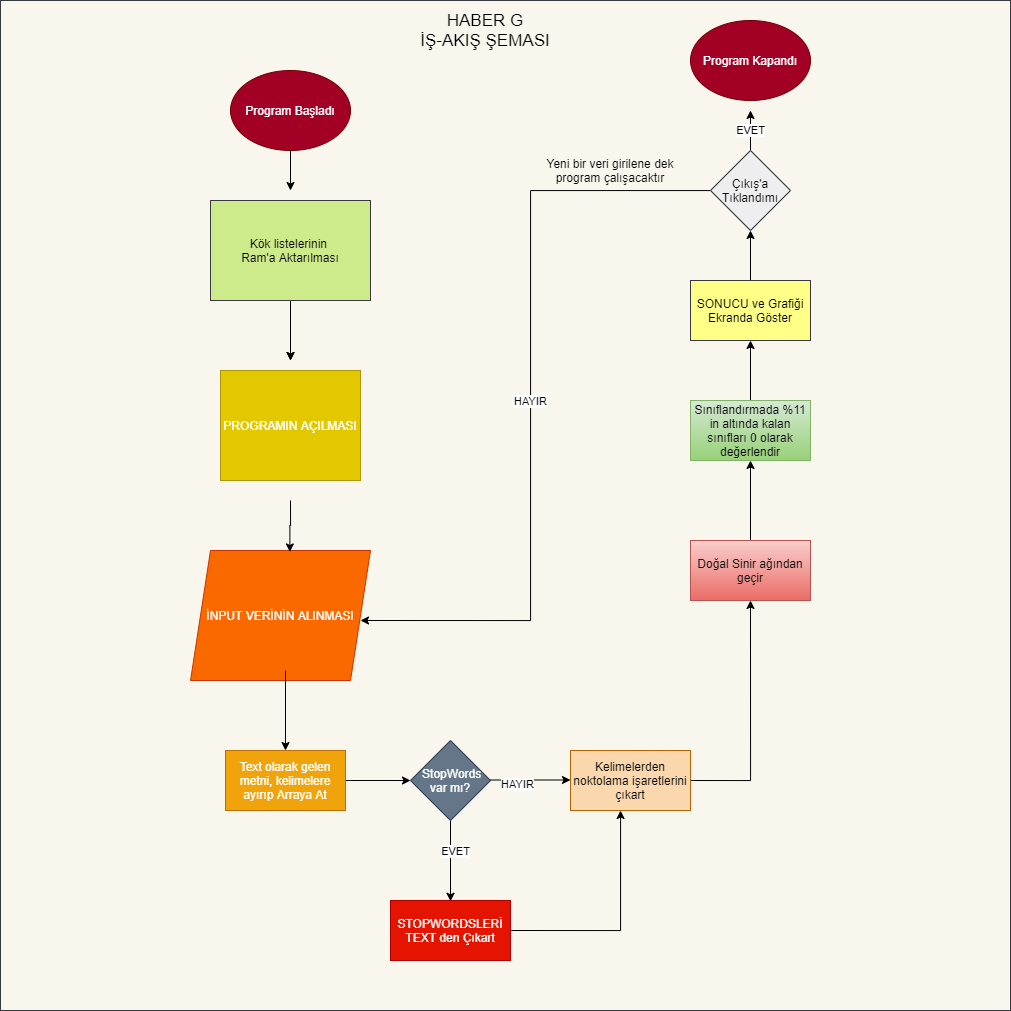 HABER G
İŞ-AKIŞ ŞEMASI
Program Başladı
Kök listelerinin
Ram'a Aktarılması
PROGRAMIN AÇILMASI
İNPUT VERİNİN ALINMASI
Text olarak gelen
metni, kelimelere
ayırıp Arraya At
StopWords
var mı?
HAYIR
EVET
STOPWORDSLERİ
TEXT den Çıkart
Kelimelerden
noktolama işaretlerini
çıkart
Doğal Sinir ağından
geçir
Sınıflandırmada %11
in altında kalan
sınıfları 0 olarak
değerlendir
SONUCU ve Grafiği
Ekranda Göster
Çıkış'a
Tıklandımı
Yeni bir veri girilene dek
program çalışacaktır
HAYIR
EVET
Program Kapandı